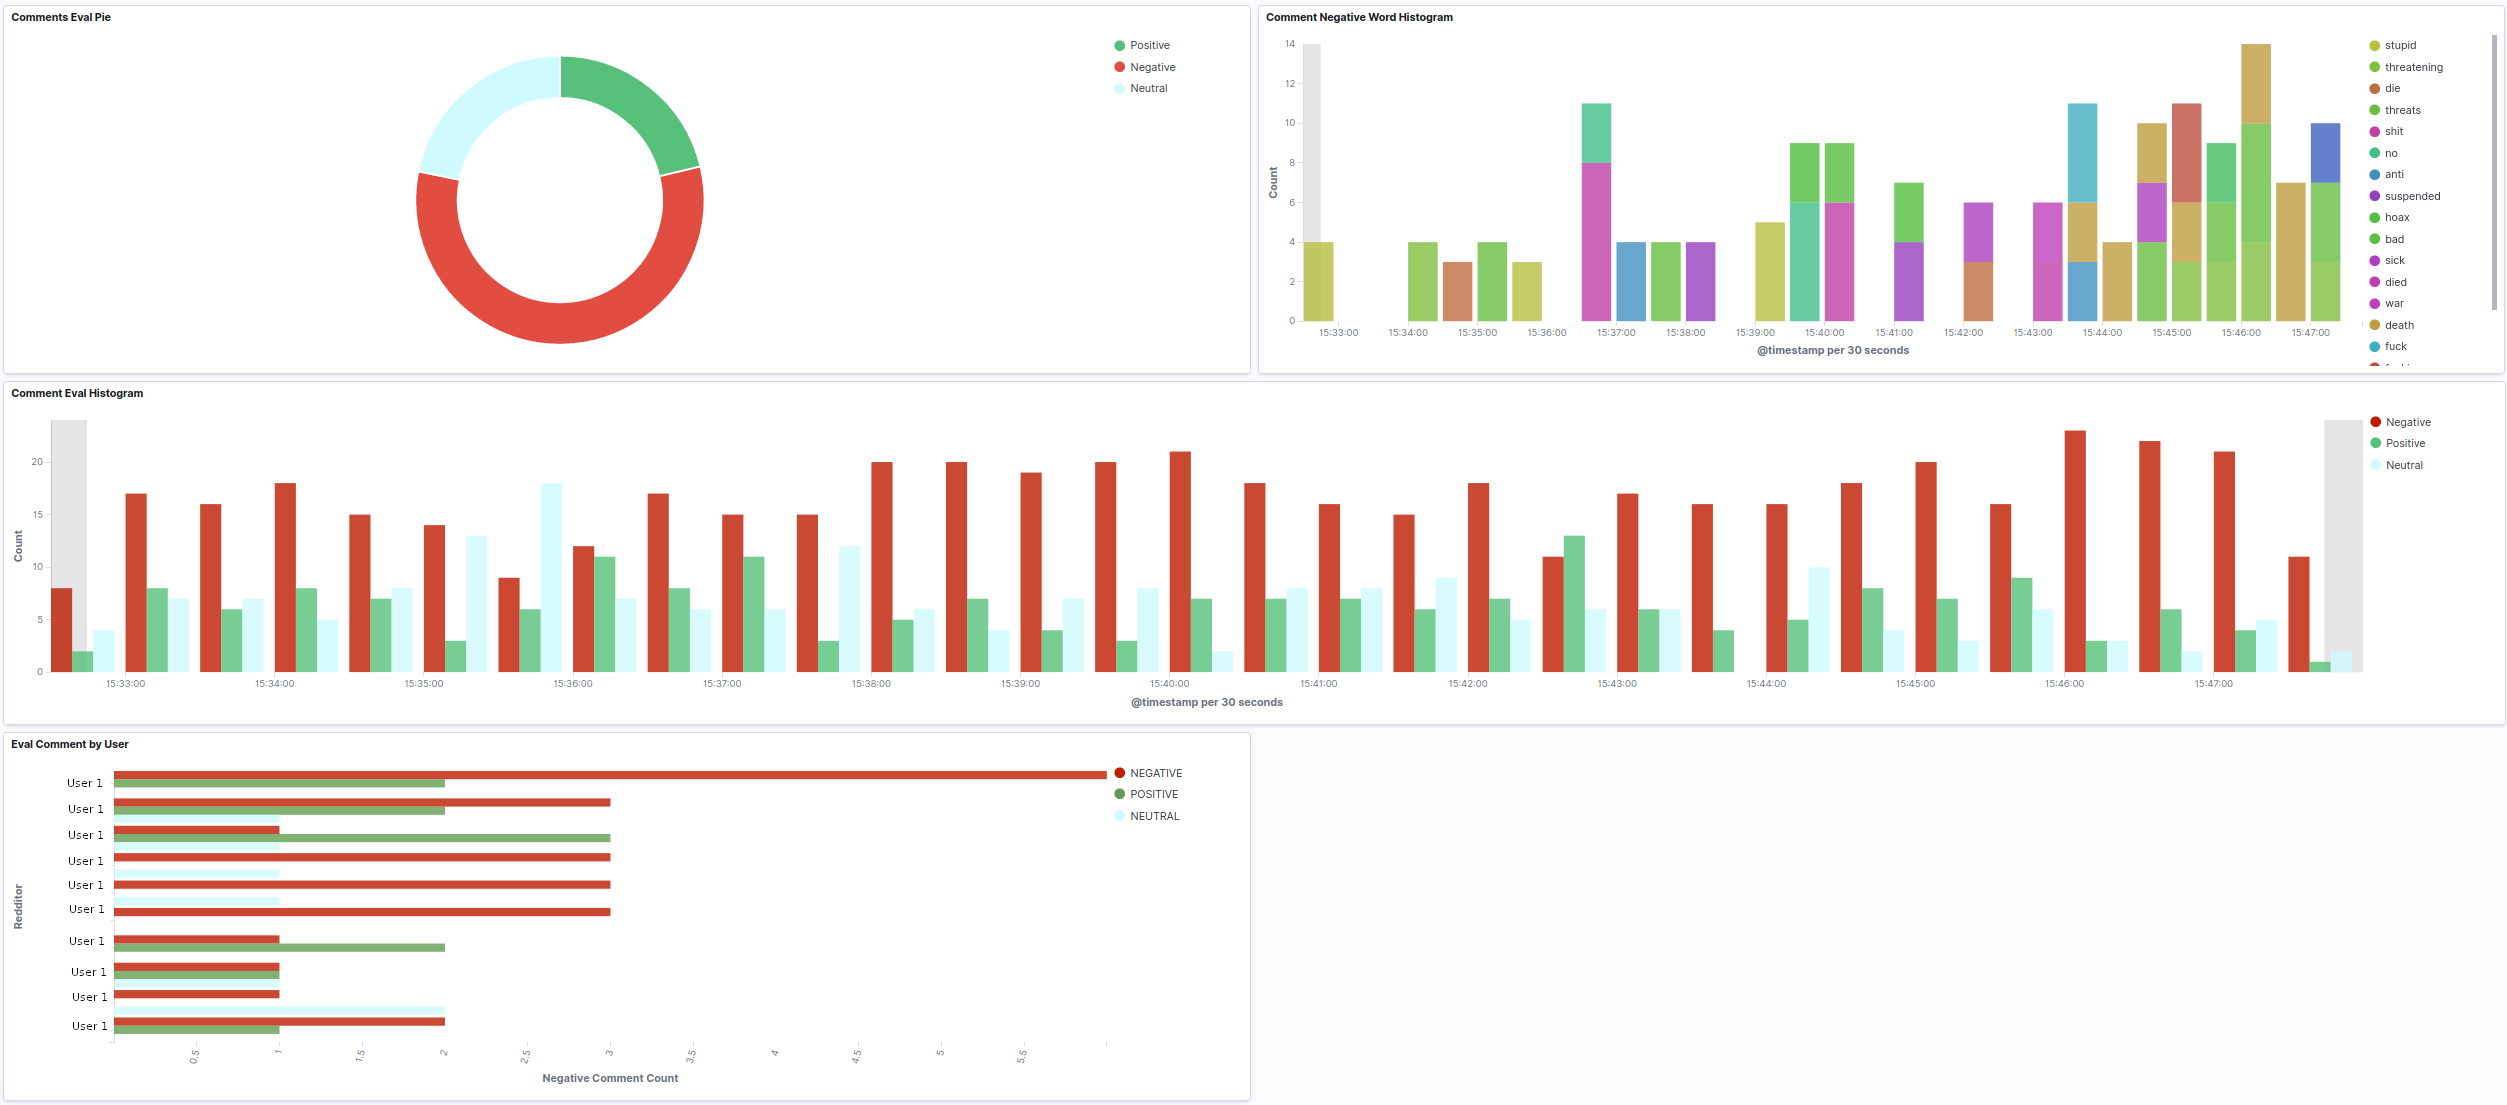 Comments Eval Pie
Positive
Negative
Neutral
Comment Negative Word Histogram
14
12
10
8
6
4
2
0
Count
15:33:00 15:34:00 15:35:00 15:36:00 15:37:00 15:38:00 15:39:00 15:40:00 15:41:00 15:42:00 15:43:00 15:44:00 15:45:00 15:46:00 15:47:00
@timestamp per 30 seconds
stupid
threatening
die
threats
shit
no
anti
suspended
hoax
bad
sick
died
war
death
fuck
Comment Eval Histogram
20
15
10
5
0
Count
15:33:00 15:34:00 15:35:00 15:36:00 15:37:00 15:38:00 15:39:00 15:40:00 15:41:00 15:42:00 15:43:00 15:44:00 15:45:00 15:46:00 15:47:00
@timestamp per 30 seconds
Negative
Positive
Neutral
Eval Comment by User
User 1
User 1
User 1
User 1
User 1
User 1
User 1
User 1
User 1
User 1
Redditor
0.5 1 1.5 2 2.5 3 3.5 4 4.5 5 5.5
Negative Comment Count
NEGATIVE
POSITIVE
NEUTRAL